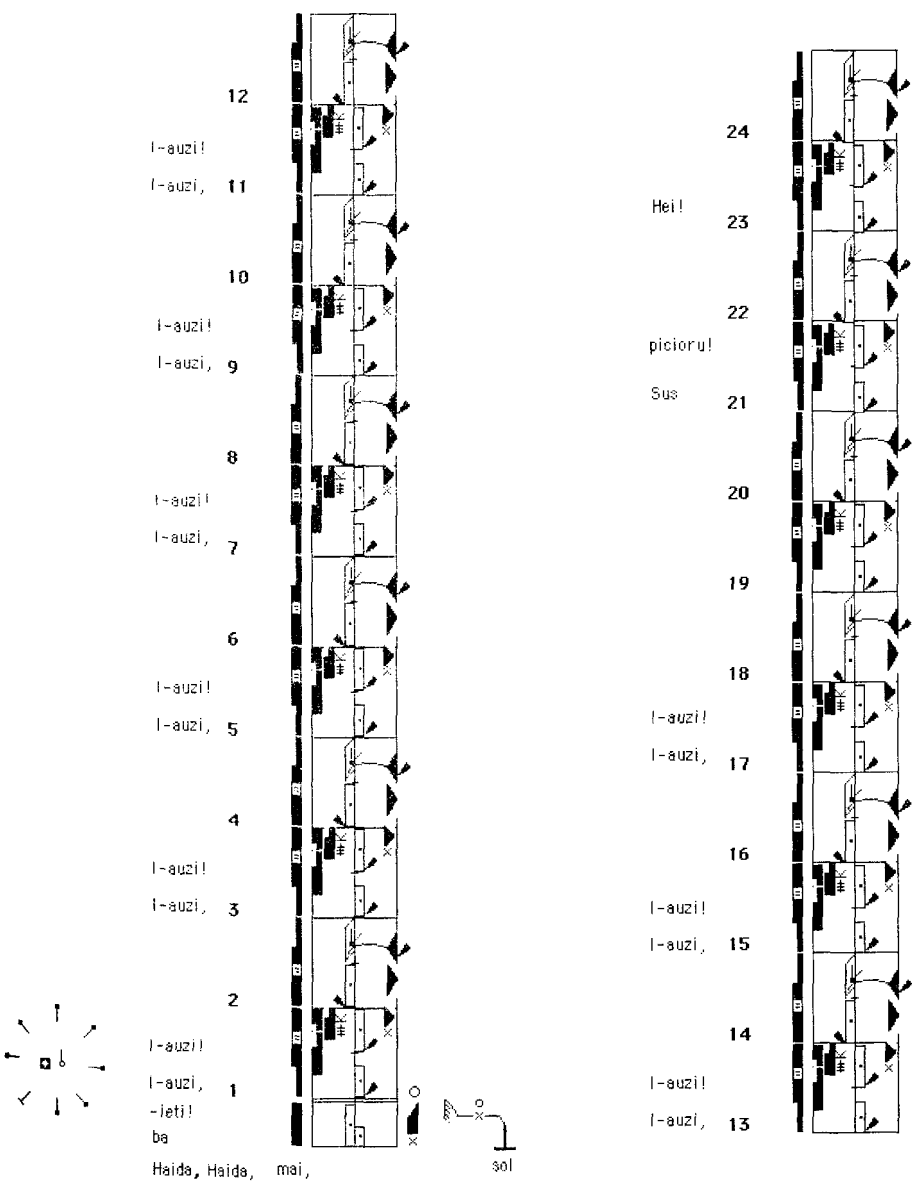 12
I-auzi!
I-auzi, 11
10
I-auzi!
I-auzi, 9
8
I-auzi!
I-auzi, 7
6
I-auzi!
I-auzi, 5
4
I-auzi!
I-auzi, 3
2
I-auzi!
I-auzi, 1
-ieti!
ba
Haida, Haida, mai,
sol
24
Hei! 23
22
picioru!
Sus 21
20
19
18
I-auzi!
I-auzi, 17
16
I-auzi!
I-auzi, 15
14
I-auzi!
I-auzi, 13